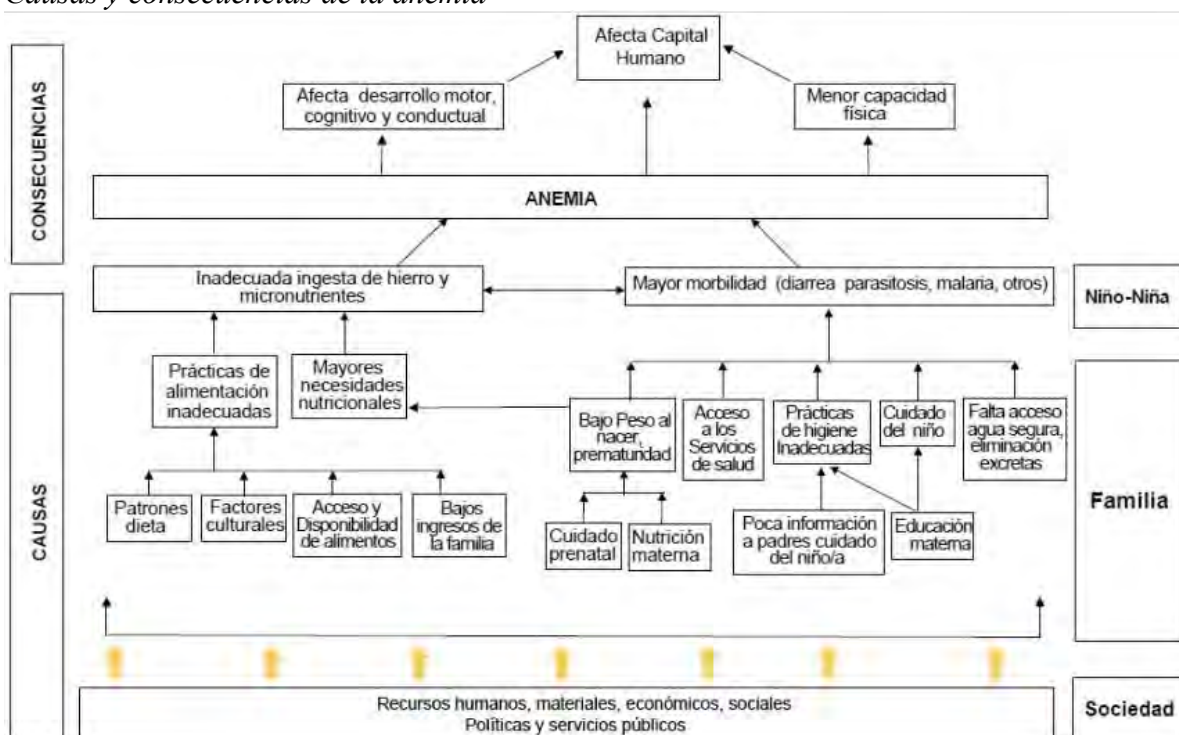 Causas y consecuencias de la anemia
Afecta Capital
Humano
CONSECUENCIAS
Afecta desarrollo motor,
cognitivo y conductual
Menor capacidad
física
ANEMIA
Inadecuada ingesta de hierro y
micronutrientes
Mayor morbilidad (diarrea parasitosis, malaria, otros)
Niño-Niña
CAUSAS
Prácticas de
alimentación
inadecuadas
Mayores
necesidades
nutricionales
Bajo Peso al
nacer,
prematuridad
Acceso
a los
Servicios
de salud
Prácticas
de higiene
Inadecuadas
Cuidado
del niño
Falta acceso
agua segura,
eliminación
excretas
Familia
Patrones
dieta
Factores
culturales
Acceso y
Disponibilidad
de alimentos
Bajos
ingresos de
la familia
Cuidado
prenatal
Nutrición
materna
Poca información
a padres cuidado
del niño/a
Educación
materna
Recursos humanos, materiales, económicos, sociales
Políticas y servicios públicos
Sociedad